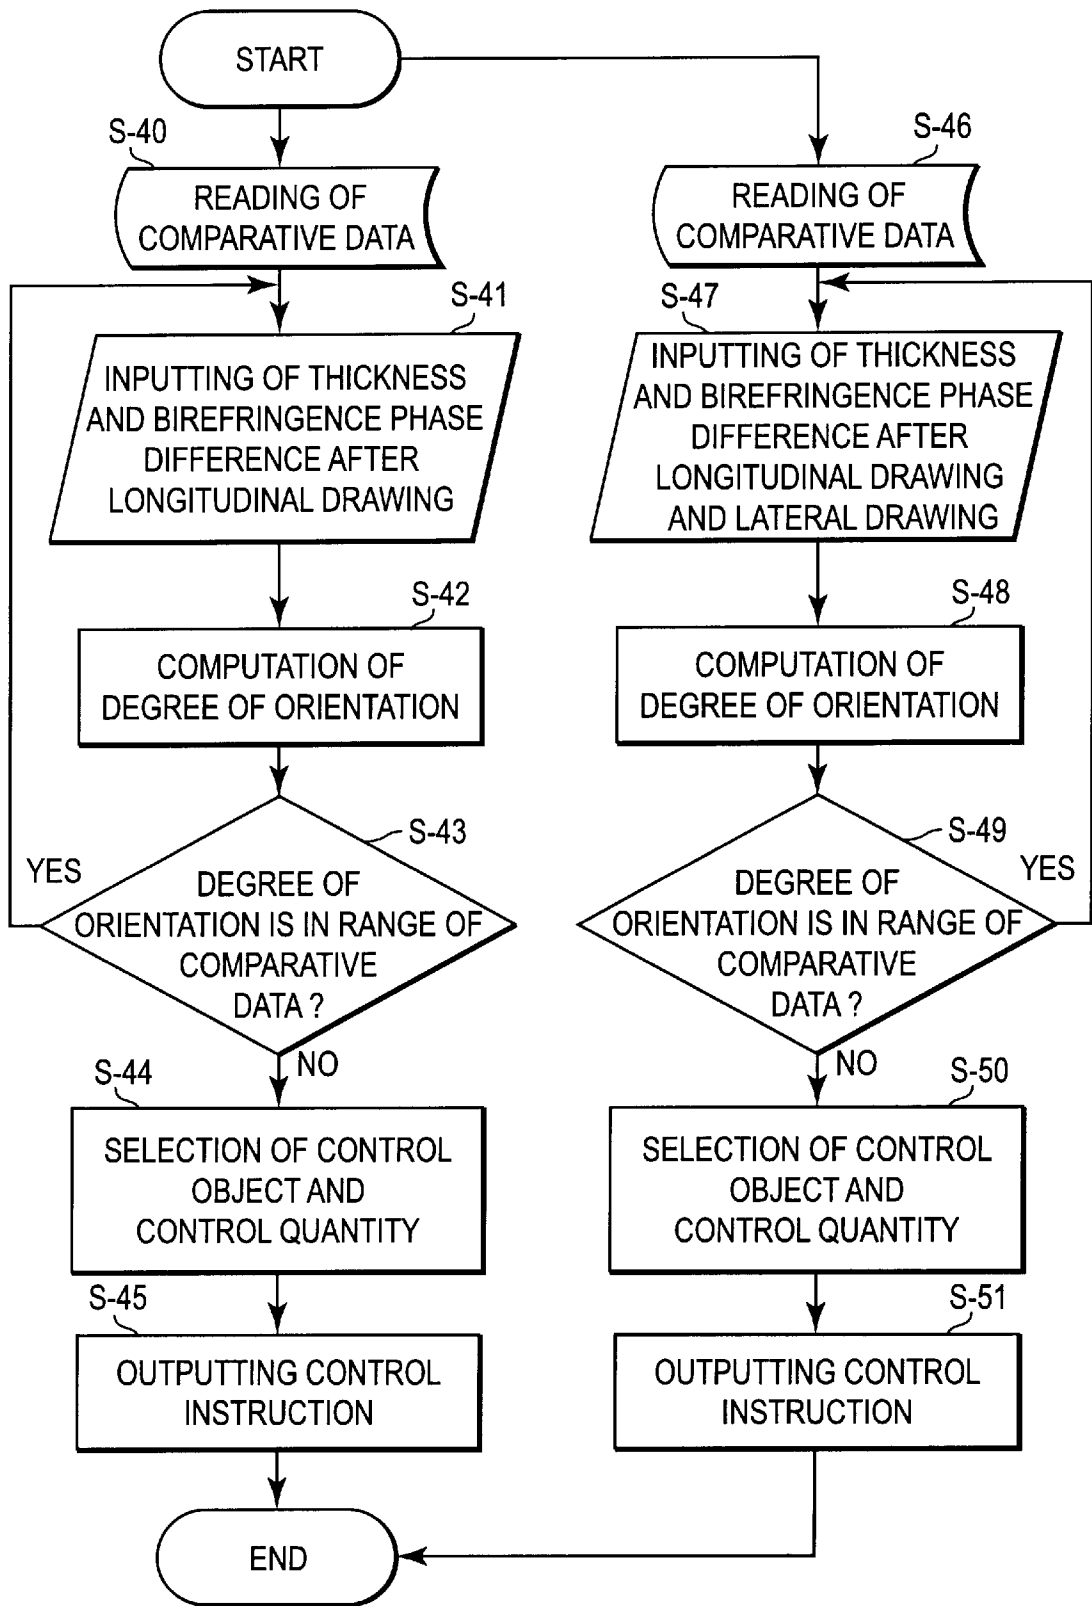 START
S-40
READING OF
COMPARATIVE DATA
S-41
INPUTTING OF THICKNESS
AND BIREFRINGENCE PHASE
DIFFERENCE AFTER
LONGITUDINAL DRAWING
S-42
COMPUTATION OF
DEGREE OF ORIENTATION
S-43
YES
DEGREE OF
ORIENTATION IS IN RANGE OF
COMPARATIVE
DATA ?
NO
S-44
SELECTION OF CONTROL
OBJECT AND
CONTROL QUANTITY
S-45
OUTPUTTING CONTROL
INSTRUCTION
END
S-46
READING OF
COMPARATIVE DATA
S-47
INPUTTING OF THICKNESS
AND BIREFRINGENCE PHASE
DIFFERENCE AFTER
LONGITUDINAL DRAWING
AND LATERAL DRAWING
S-48
COMPUTATION OF
DEGREE OF ORIENTATION
S-49
YES
DEGREE OF
ORIENTATION IS IN RANGE OF
COMPARATIVE
DATA ?
NO
S-50
SELECTION OF CONTROL
OBJECT AND
CONTROL QUANTITY
S-51
OUTPUTTING CONTROL
INSTRUCTION